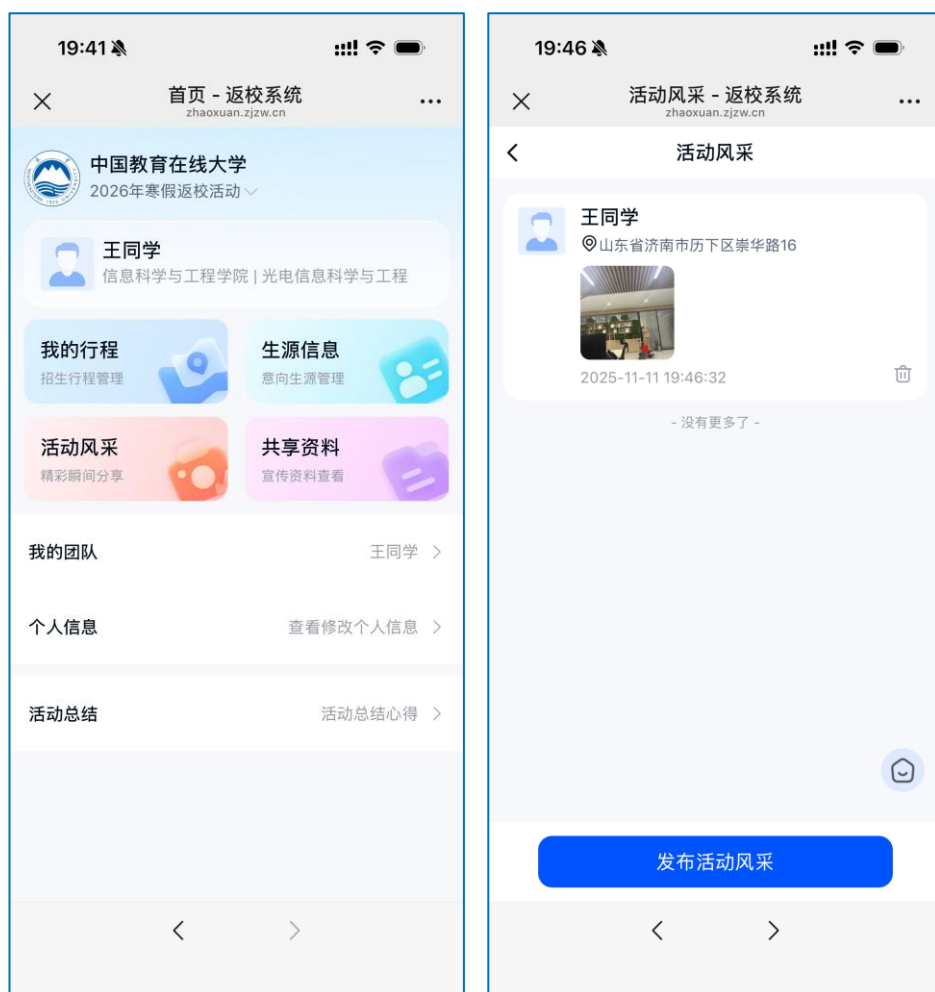 19:41
首页 - 返校系统
zhaoxuan.zjzw.cn
中国教育在线大学
2026年寒假返校活动
王同学
信息科学与工程学院 | 光电信息科学与工程
我的行程
招生行程管理
生源信息
意向生源管理
活动风采
精彩瞬间分享
共享资料
宣传资料查看
我的团队
王同学
个人信息
查看修改个人信息
活动总结
活动总结心得
19:46
活动风采 - 返校系统
zhaoxuan.zjzw.cn
活动风采
王同学
山东省济南市历下区崇华路16
2025-11-11 19:46:32
- 没有更多了 -
发布活动风采